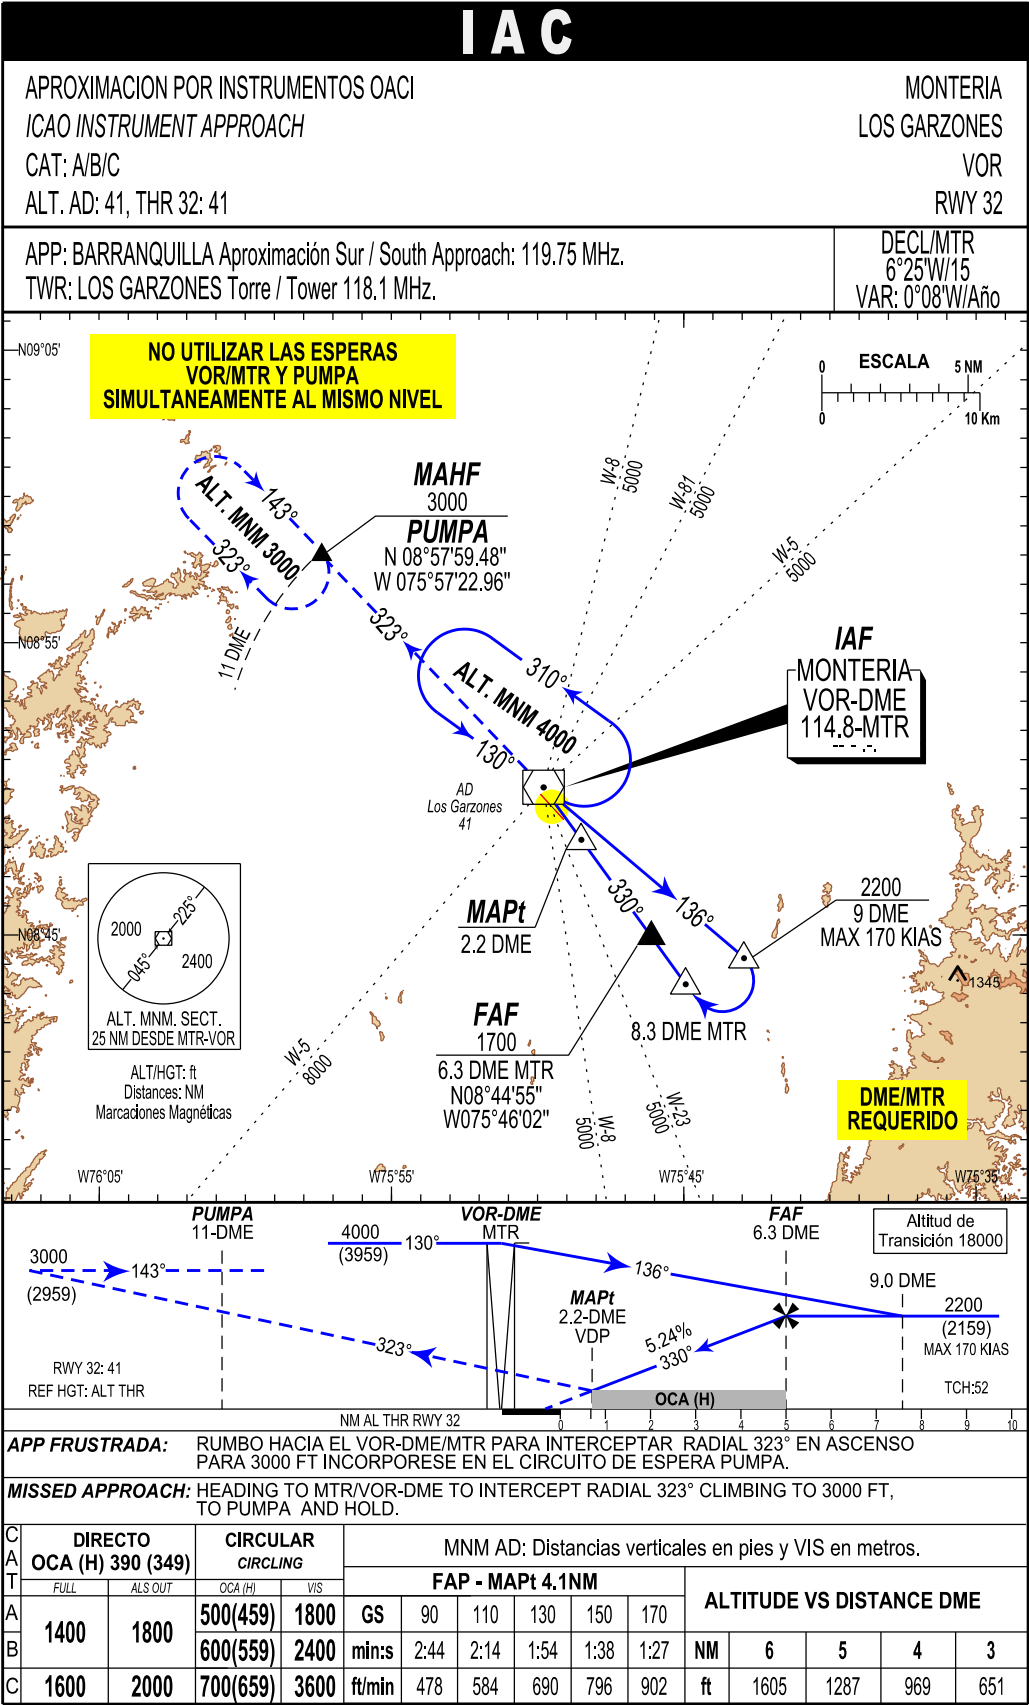 IAC
APROXIMACION POR INSTRUMENTOS OACI
ICAO INSTRUMENT APPROACH
CAT: A/B/C
ALT. AD: 41, THR 32: 41
MONTERIA
LOS GARZONES
VOR
RWY 32
APP: BARRANQUILLA Aproximación Sur / South Approach: 119.75 MHz.
TWR: LOS GARZONES Torre / Tower 118.1 MHz.
DECL/MTR
6°25'W/15
VAR: 0°08'W/Año
N09°05'
NO UTILIZAR LAS ESPERAS
VOR/MTR Y PUMPA
SIMULTANEAMENTE AL MISMO NIVEL
0 ESCALA 5 NM
0 10 Km
W-8
5000
W-81
5000
W-5
5000
MAHF
3000
PUMPA
N 08°57'59.48"
W 075°57'22.96"
143°
ALT. MNM 3000
323°
11 DME
323°
N08°55'
310°
ALT. MNM 4000
130°
IAF
MONTERIA
VOR-DME
114.8-MTR
-- - .-.
AD
Los Garzones
41
MAPt
2.2 DME
330°
136°
2200
9 DME
MAX 170 KIAS
N08°45'
2000
225°
045°
2400
ALT. MNM. SECT.
25 NM DESDE MTR-VOR
ALT/HGT: ft
Distances: NM
Marcaciones Magnéticas
1345
FAF
1700
6.3 DME MTR
N08°44'55"
W075°46'02"
8.3 DME MTR
W-5
8000
W-8
5000
W-23
5000
DME/MTR
REQUERIDO
W76°05'
W75°55'
W75°45'
W75°35'
PUMPA
11-DME
VOR-DME
MTR
FAF
6.3 DME
Altitud de
Transición 18000
3000
(2959)
143°
4000
(3959)
130°
136°
9.0 DME
2200
(2159)
MAX 170 KIAS
MAPt
2.2-DME
VDP
5.24%
330°
323°
RWY 32: 41
REF HGT: ALT THR
OCA (H)
TCH:52
NM AL THR RWY 32
0 1 2 3 4 5 6 7 8 9 10
APP FRUSTRADA: RUMBO HACIA EL VOR-DME/MTR PARA INTERCEPTAR RADIAL 323° EN ASCENSO
PARA 3000 FT INCORPORESE EN EL CIRCUITO DE ESPERA PUMPA.
MISSED APPROACH: HEADING TO MTR/VOR-DME TO INTERCEPT RADIAL 323° CLIMBING TO 3000 FT,
TO PUMPA AND HOLD.
CAT
DIRECTO
OCA (H) 390 (349)
CIRCULAR
CIRCLING
MNM AD: Distancias verticales en pies y VIS en metros.
FULL ALS OUT OCA (H) VIS
FAP - MAPt 4.1NM
ALTITUDE VS DISTANCE DME
A 1400 1800 500(459) 1800 GS 90 110 130 150 170
B 600(559) 2400 min:s 2:44 2:14 1:54 1:38 1:27 NM 6 5 4 3
C 1600 2000 700(659) 3600 ft/min 478 584 690 796 902 ft 1605 1287 969 651